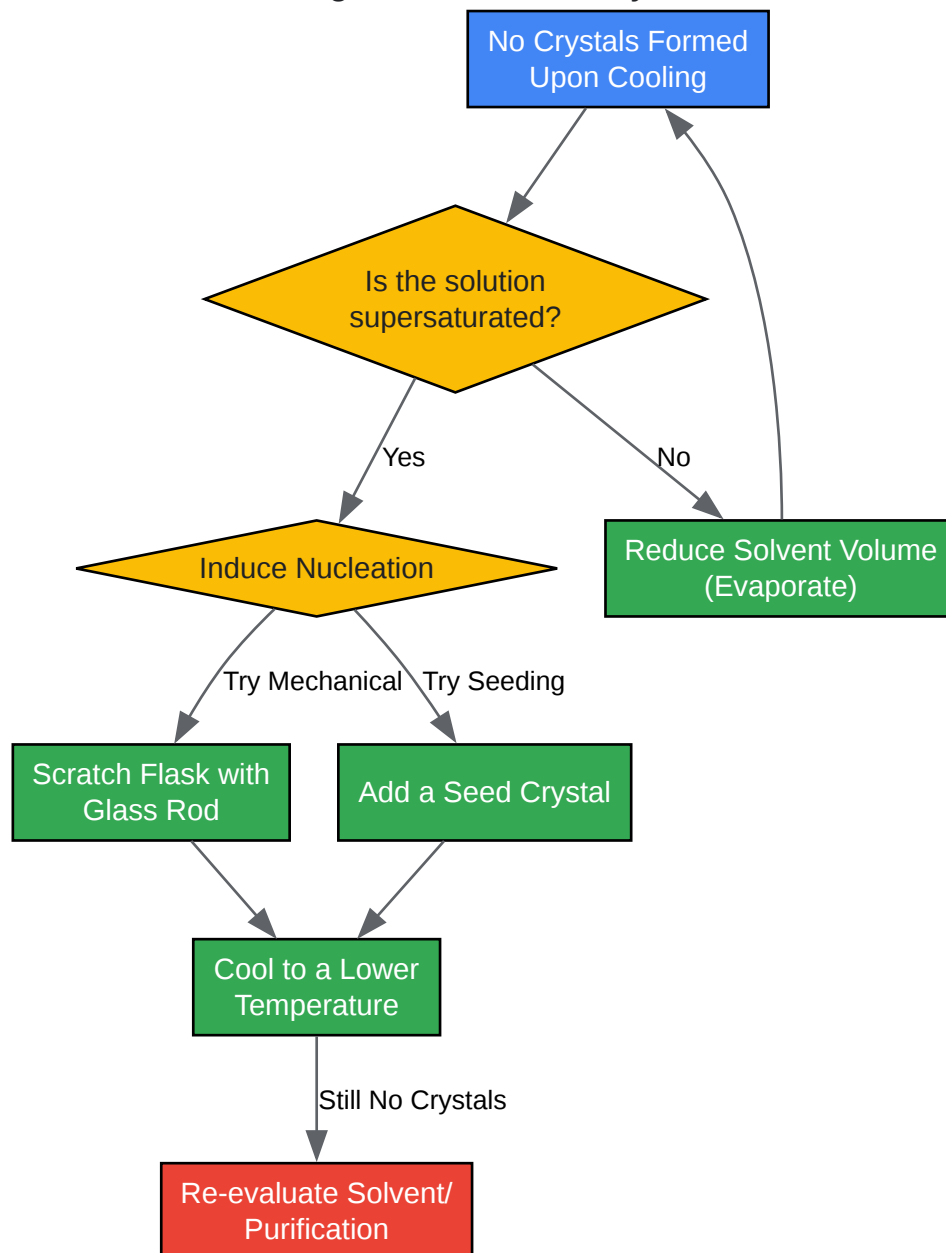 No Crystals Formed
Upon Cooling
Is the solution
supersaturated?
Yes
No
Induce Nucleation
Reduce Solvent Volume
(Evaporate)
Try Mechanical
Try Seeding
Scratch Flask with
Glass Rod
Add a Seed Crystal
Cool to a Lower
Temperature
Still No Crystals
Re-evaluate Solvent/
Purification